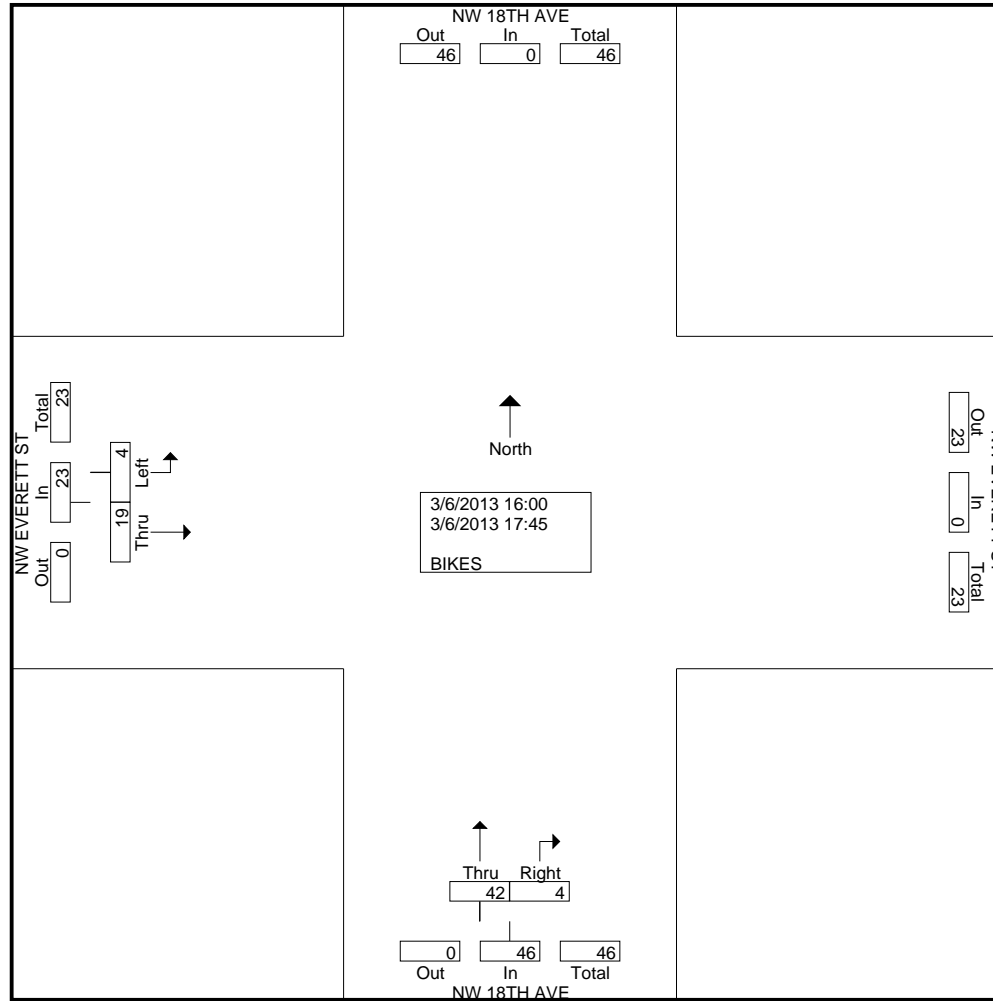 NW 18TH AVE
Out In Total
46 0 46
NW EVERETT ST
Total In Out
23 23 0
Left Thru
4 19
North
3/6/2013 16:00
3/6/2013 17:45
BIKES
Out In Total
23 0 23
Thru Right
42 4
0 46 46
Out In Total
NW 18TH AVE